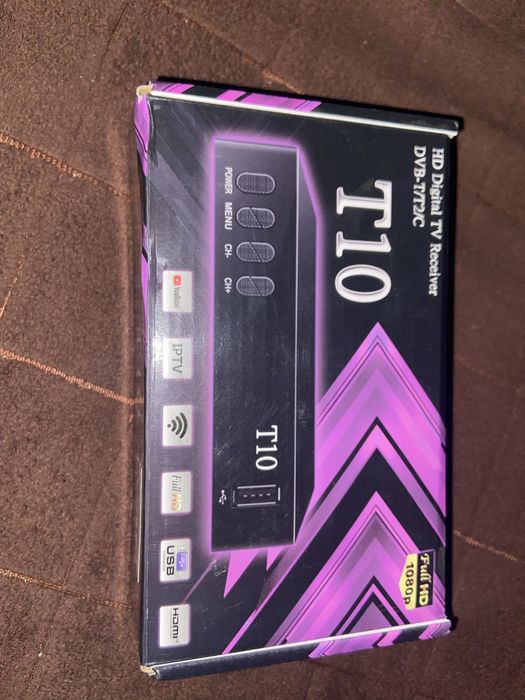 HD Digital TV Receiver
DVB-T/T2/C
T10
POWER
MENU
CH-
CH+
T10
Full HD
1080p
YouTube
IPTV
Full HD
USB
HDMI